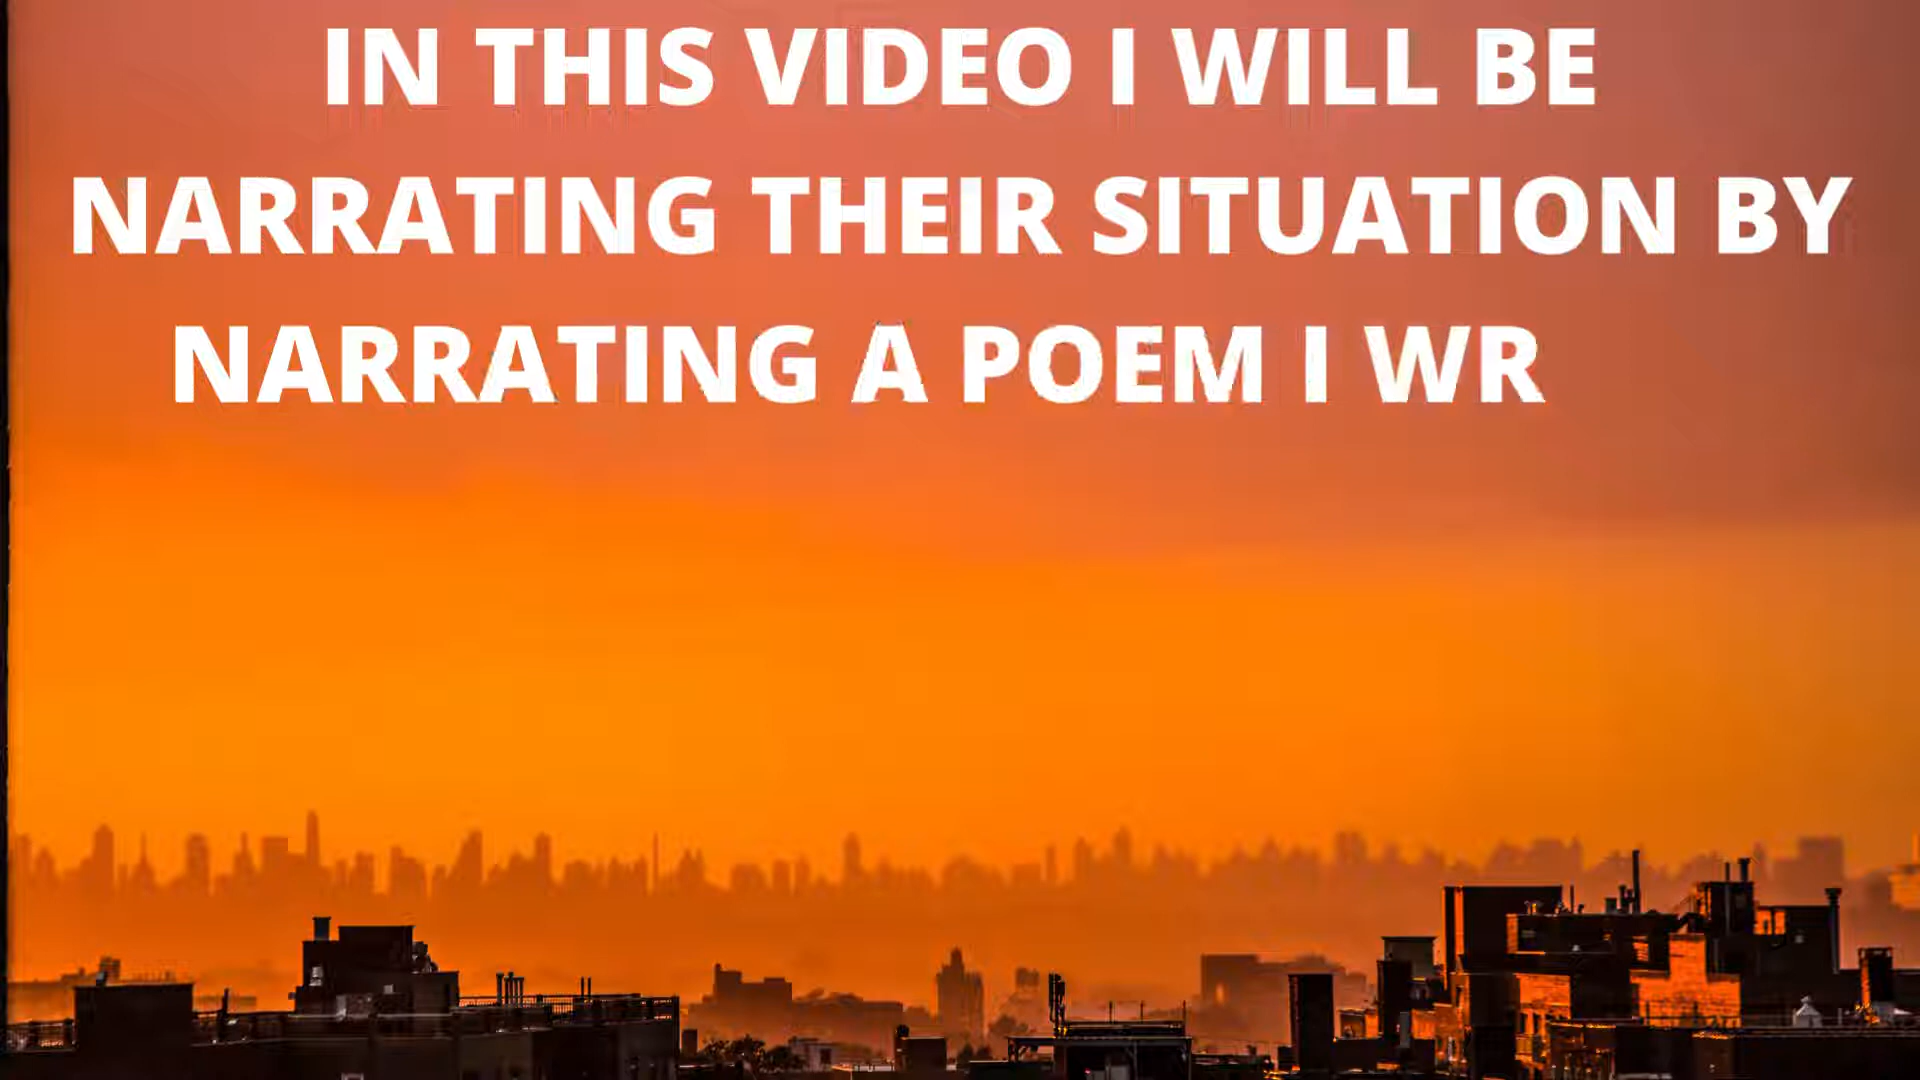 IN THIS VIDEO I WILL BE
NARRATING THEIR SITUATION BY
NARRATING A POEM I WR